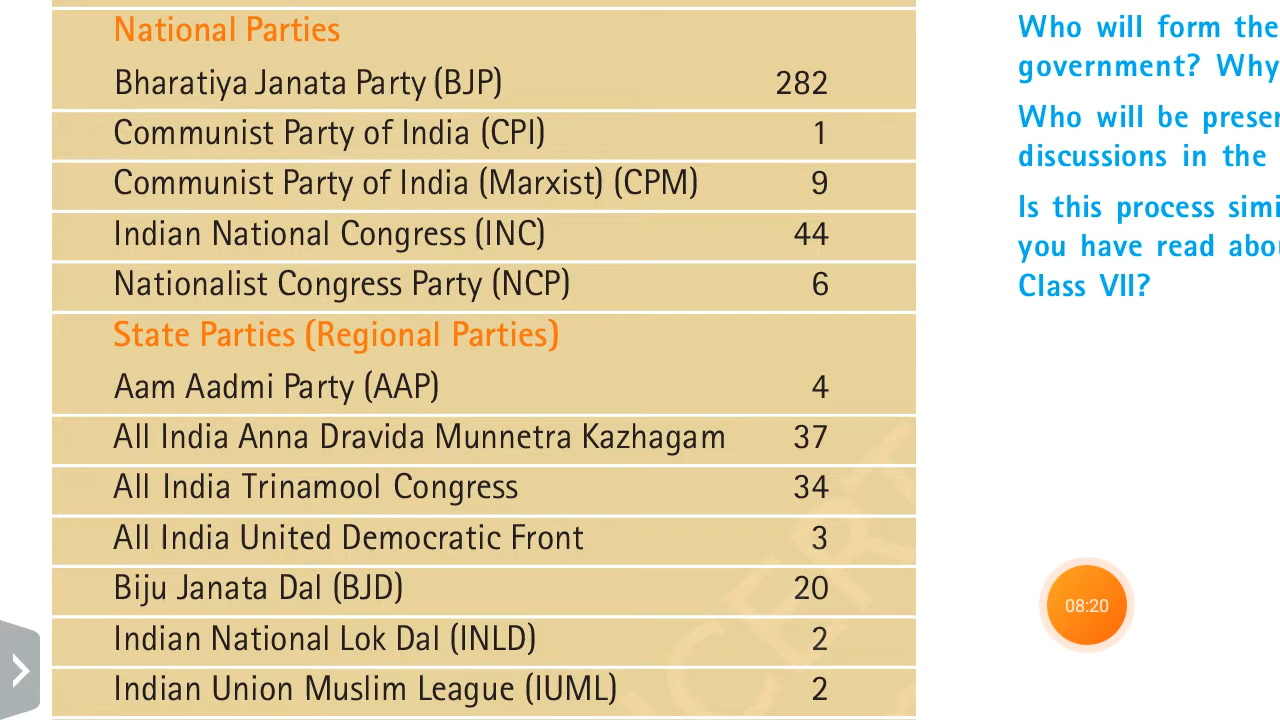 National Parties
Bharatiya Janata Party (BJP) 282
Communist Party of India (CPI) 1
Communist Party of India (Marxist) (CPM) 9
Indian National Congress (INC) 44
Nationalist Congress Party (NCP) 6
State Parties (Regional Parties)
Aam Aadmi Party (AAP) 4
All India Anna Dravida Munnetra Kazhagam 37
All India Trinamool Congress 34
All India United Democratic Front 3
Biju Janata Dal (BJD) 20
Indian National Lok Dal (INLD) 2
Indian Union Muslim League (IUML) 2
Who will form the
government? Why
Who will be
discussions in the
Is this process
you have read
Class VII?
08:20
NCERT